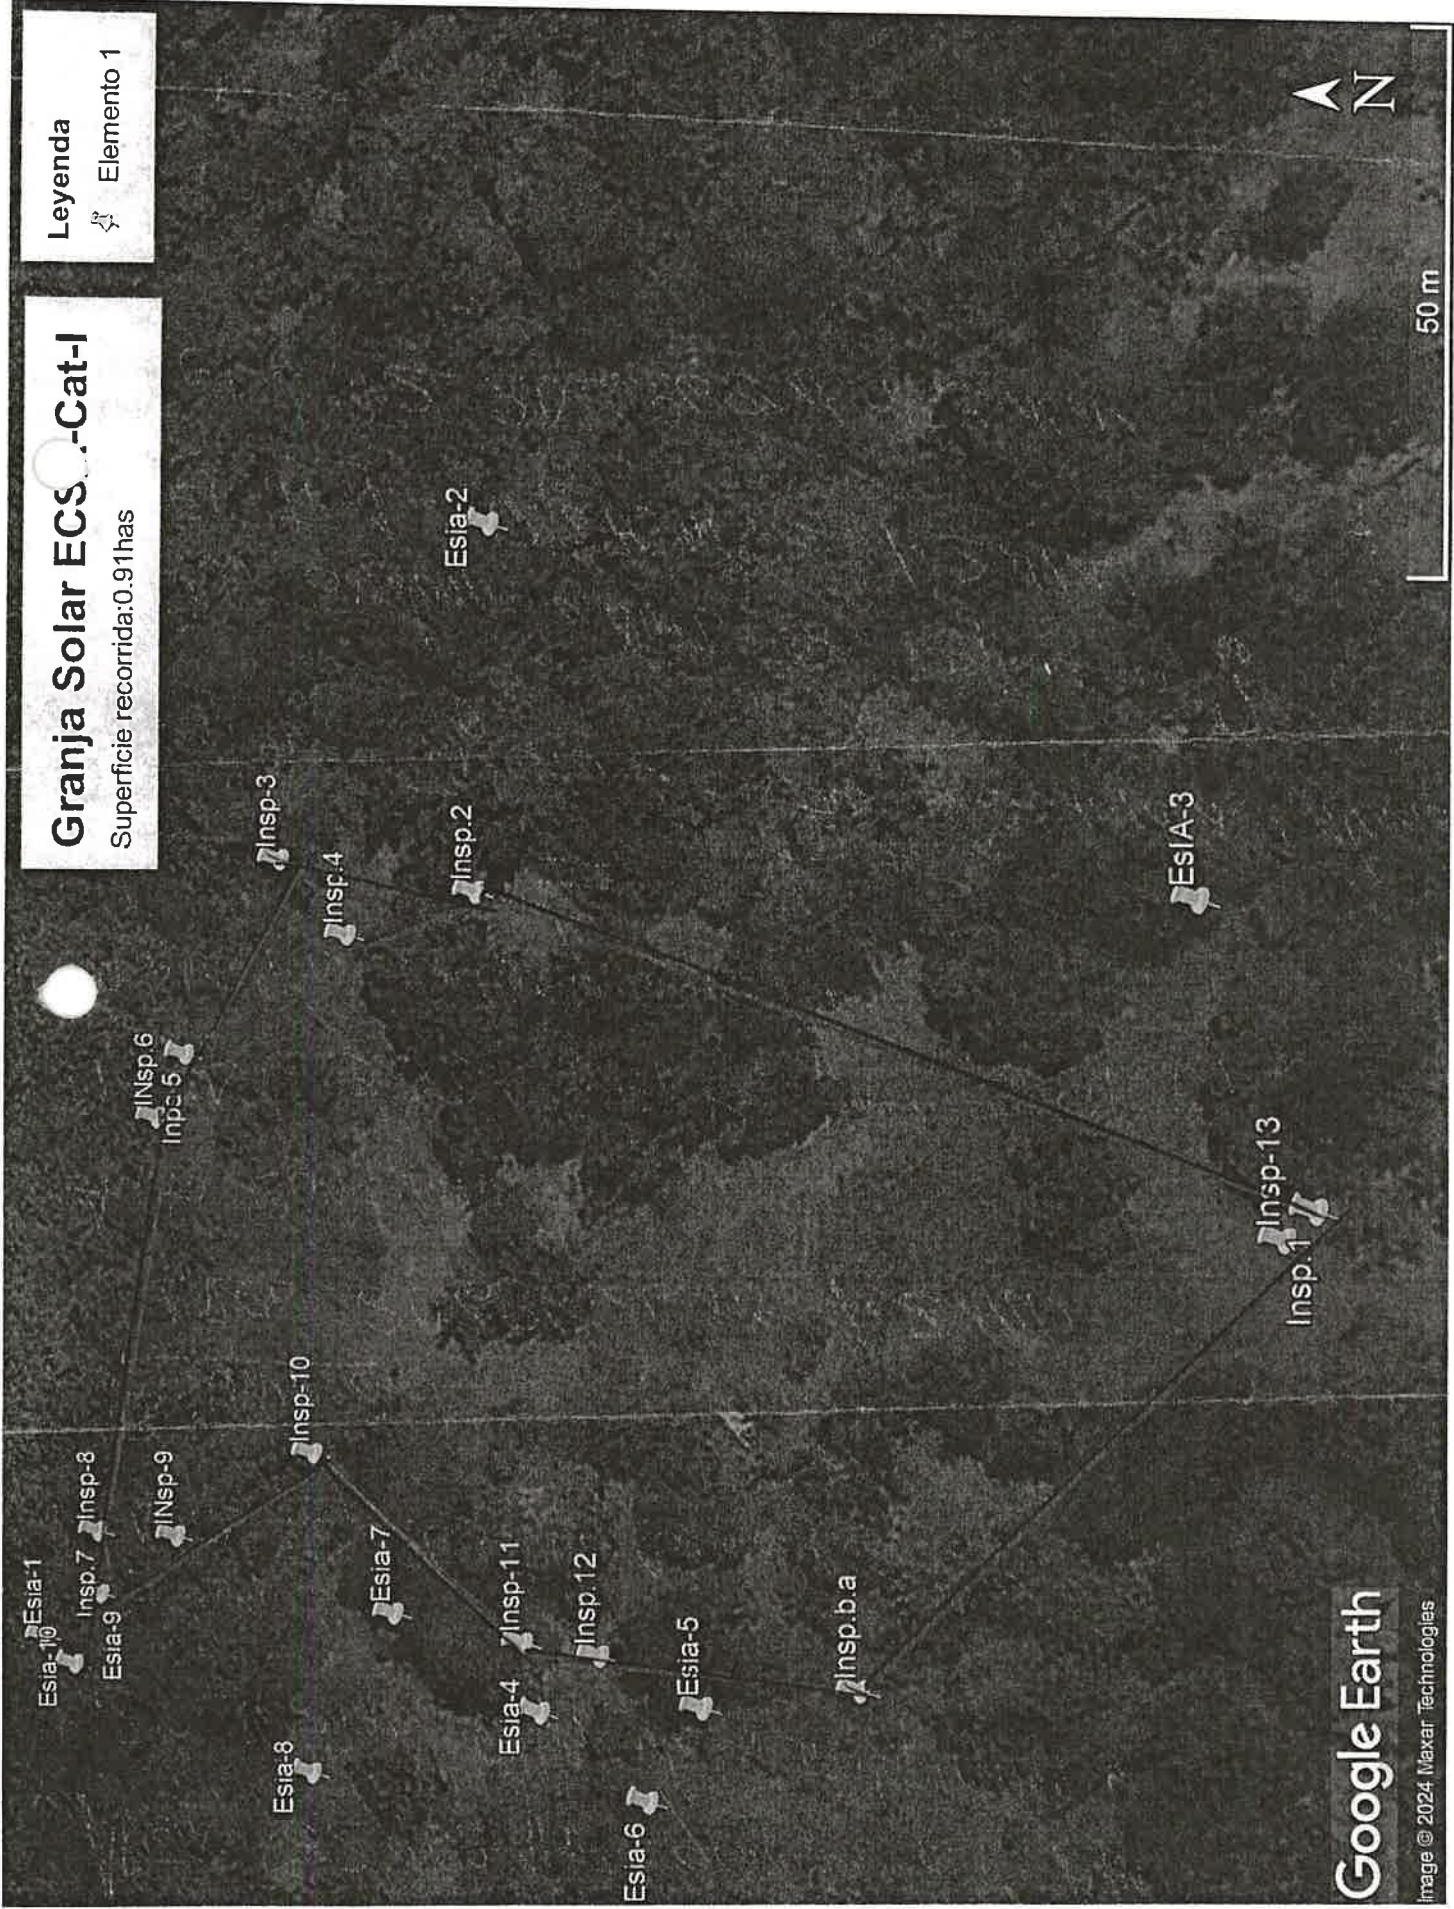 Granja Solar ECS -Cat-I
Superficie recorrida:0.91has
Leyenda
Elemento 1
Esia-1
Esia-10
Insp.7
Insp-8
Esia-9
INsp-9
INsp.6
Insp-3
Insp.4
Insp-10
Esia-8
Esia-7
Insp.2
Esia-2
Insp-11
Esia-4
Insp.12
Esia-5
Esia-6
Insp.b.a
EsIA-3
Insp-13
Insp.1
N
50 m
Google Earth
Image © 2024 Maxar Technologies